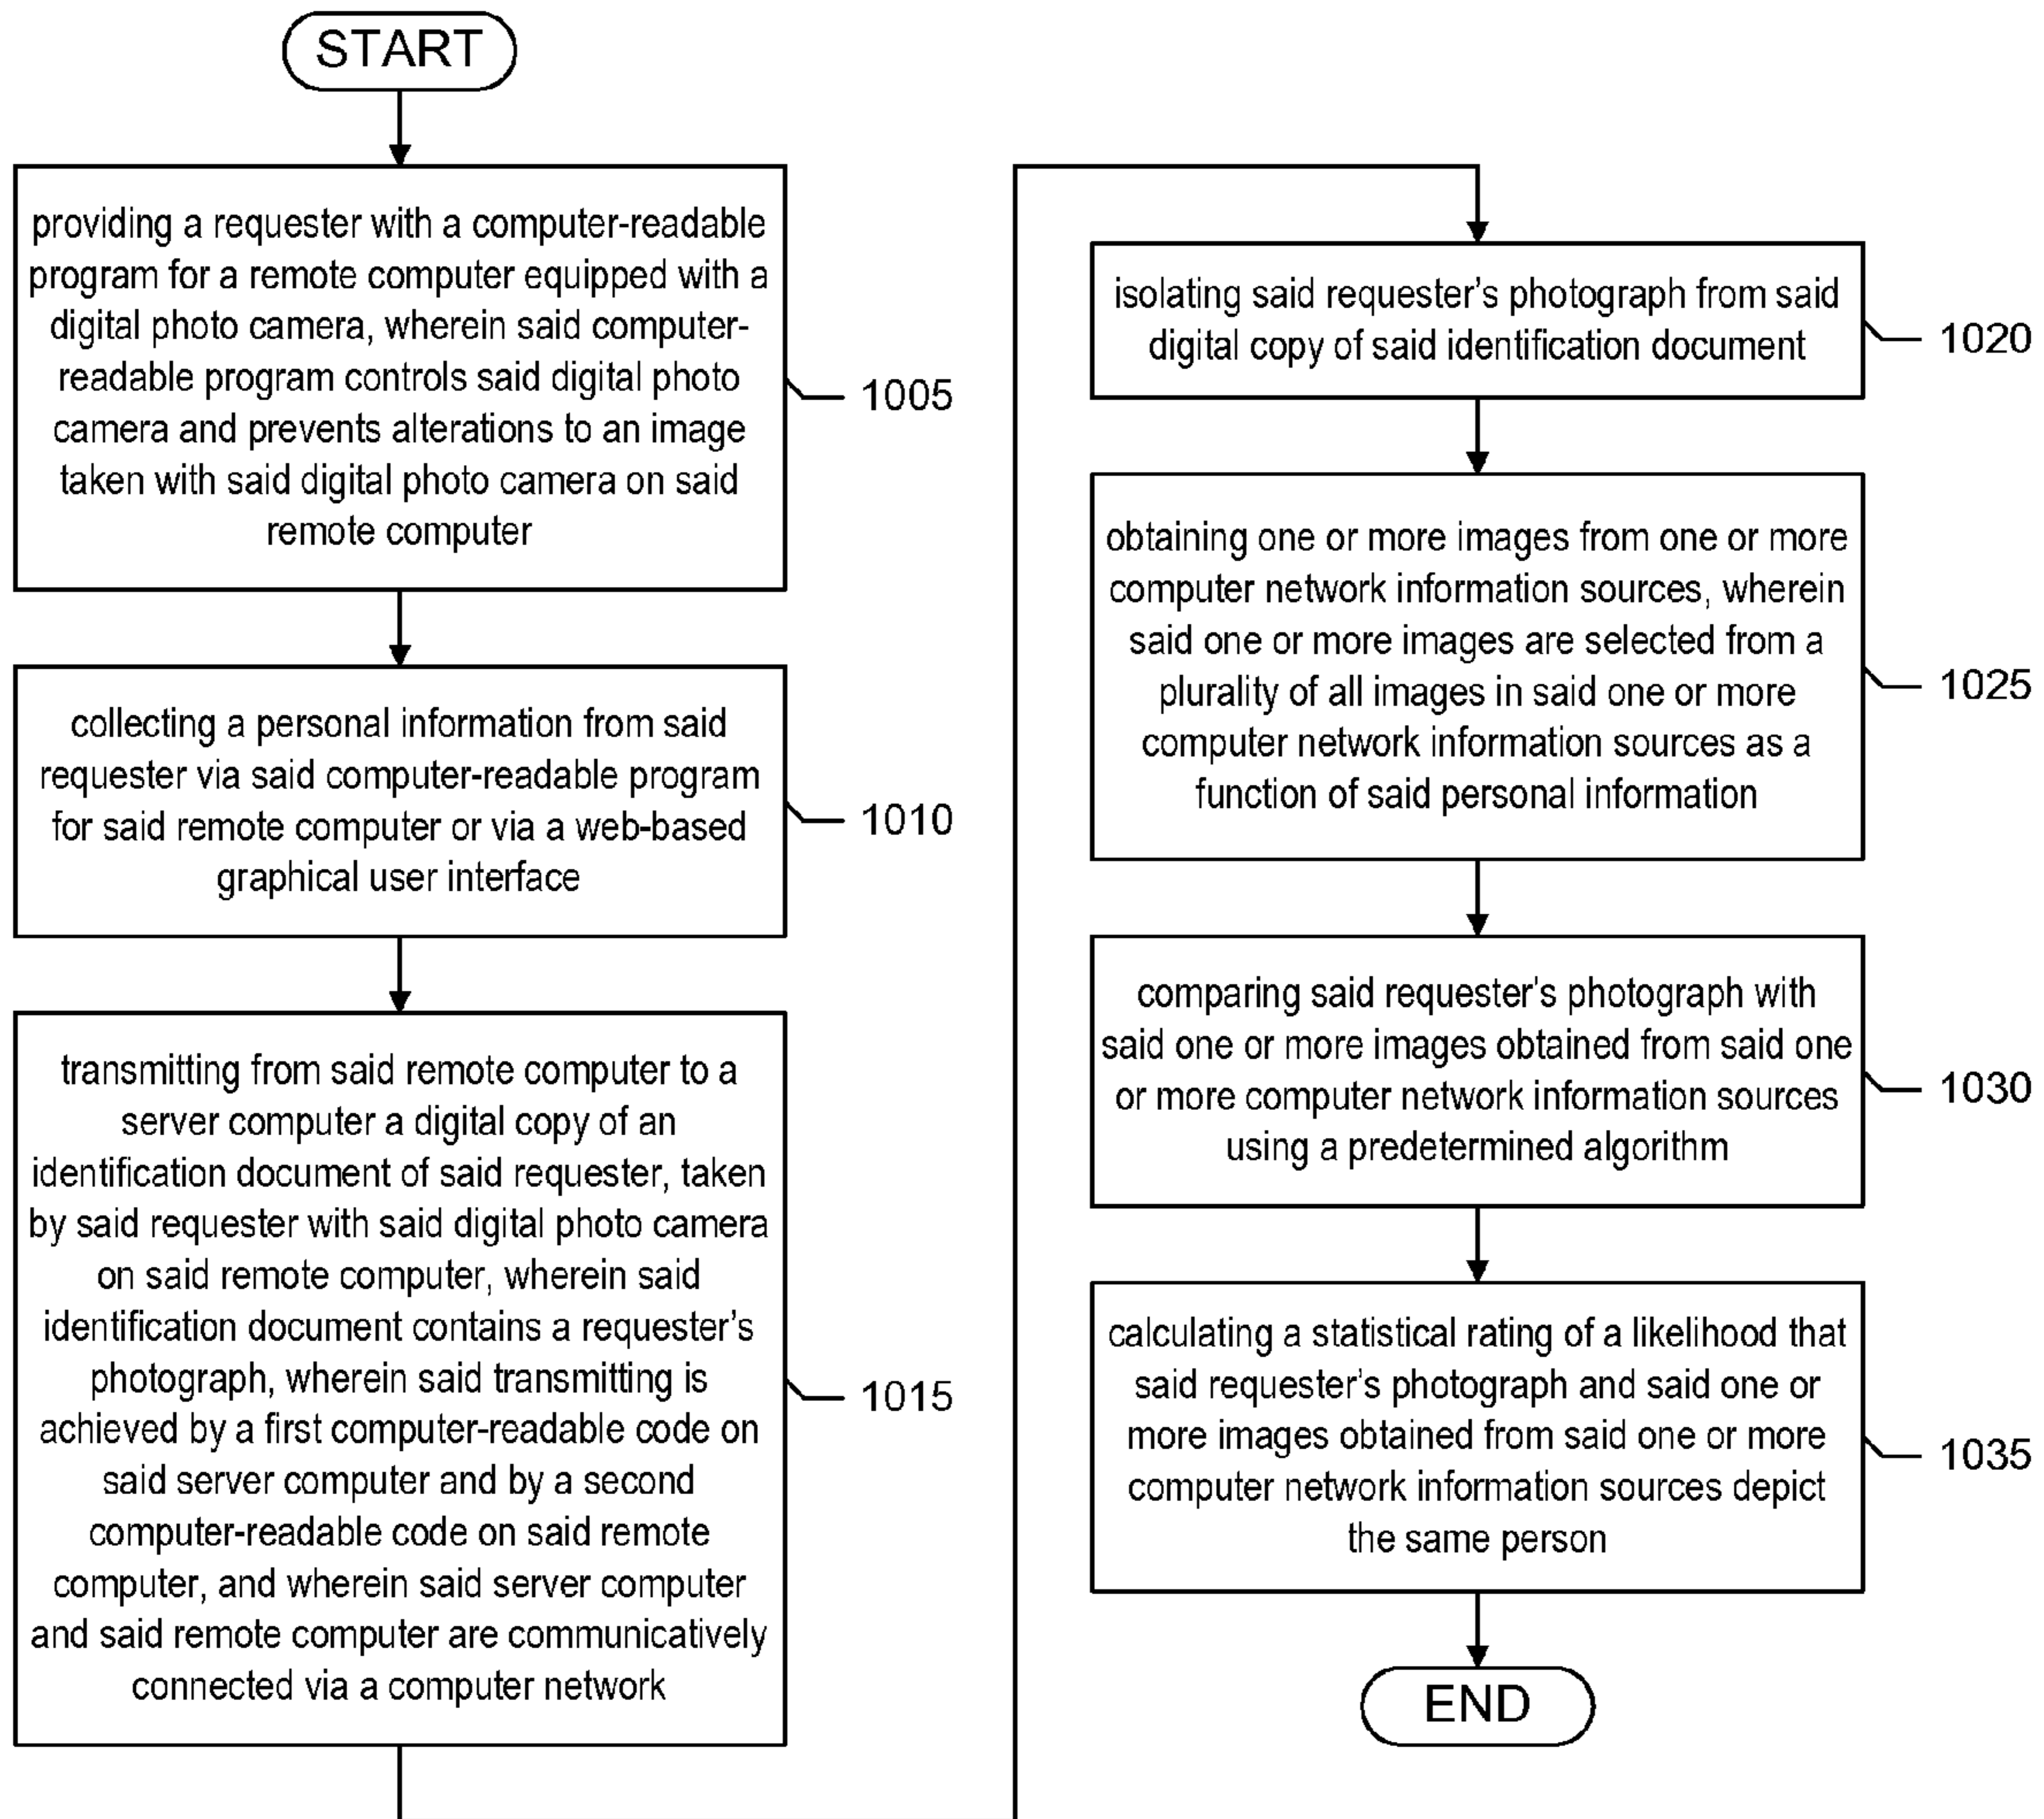 START
providing a requester with a computer-readable
program for a remote computer equipped with a
digital photo camera, wherein said computer-
readable program controls said digital photo
camera and prevents alterations to an image
taken with said digital photo camera on said
remote computer
1005
collecting a personal information from said
requester via said computer-readable program
for said remote computer or via a web-based
graphical user interface
1010
transmitting from said remote computer to a
server computer a digital copy of an
identification document of said requester, taken
by said requester with said digital photo camera
on said remote computer, wherein said
identification document contains a requester's
photograph, wherein said transmitting is
achieved by a first computer-readable code on
said server computer and by a second
computer-readable code on said remote
computer, and wherein said server computer
and said remote computer are communicatively
connected via a computer network
1015
isolating said requester's photograph from said
digital copy of said identification document
1020
obtaining one or more images from one or more
computer network information sources, wherein
said one or more images are selected from a
plurality of all images in said one or more
computer network information sources as a
function of said personal information
1025
comparing said requester's photograph with
said one or more images obtained from said one
or more computer network information sources
using a predetermined algorithm
1030
calculating a statistical rating of a likelihood that
said requester's photograph and said one or
more images obtained from said one or more
computer network information sources depict
the same person
1035
END